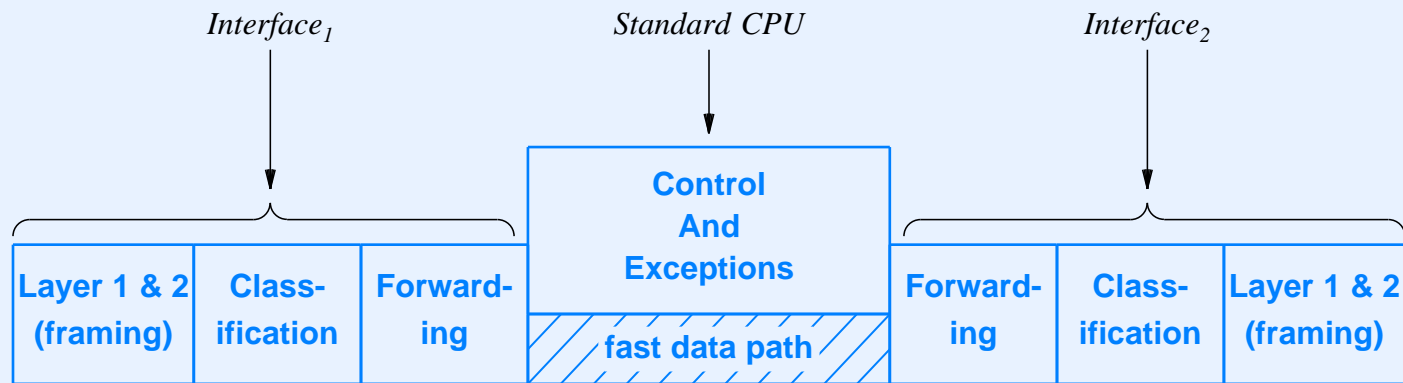 Interface1
Standard CPU
Interface2
Control
And
Exceptions
Layer 1 & 2
(framing)
Class-
ification
Forward-
ing
fast data path
Forward-
ing
Class-
ification
Layer 1 & 2
(framing)